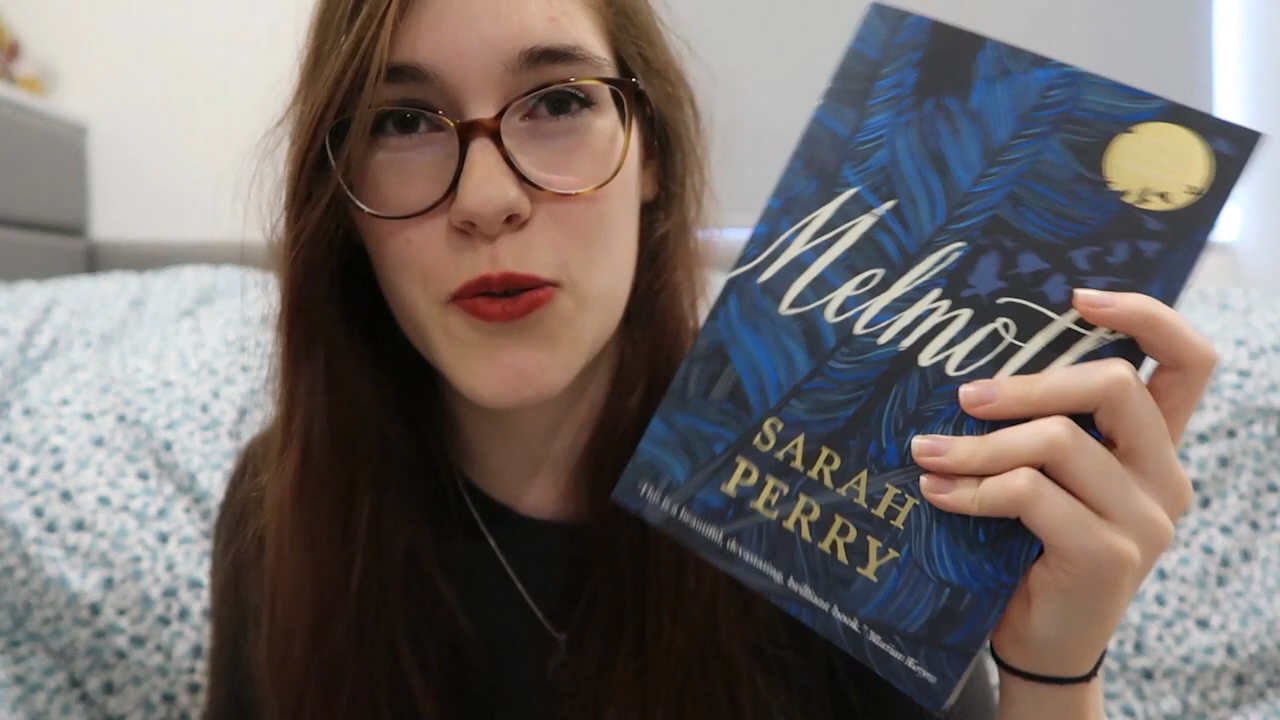 Melmoth
SARAH
PERRY
"This is a beautiful, devastating, brilliant book." Marian Keyes